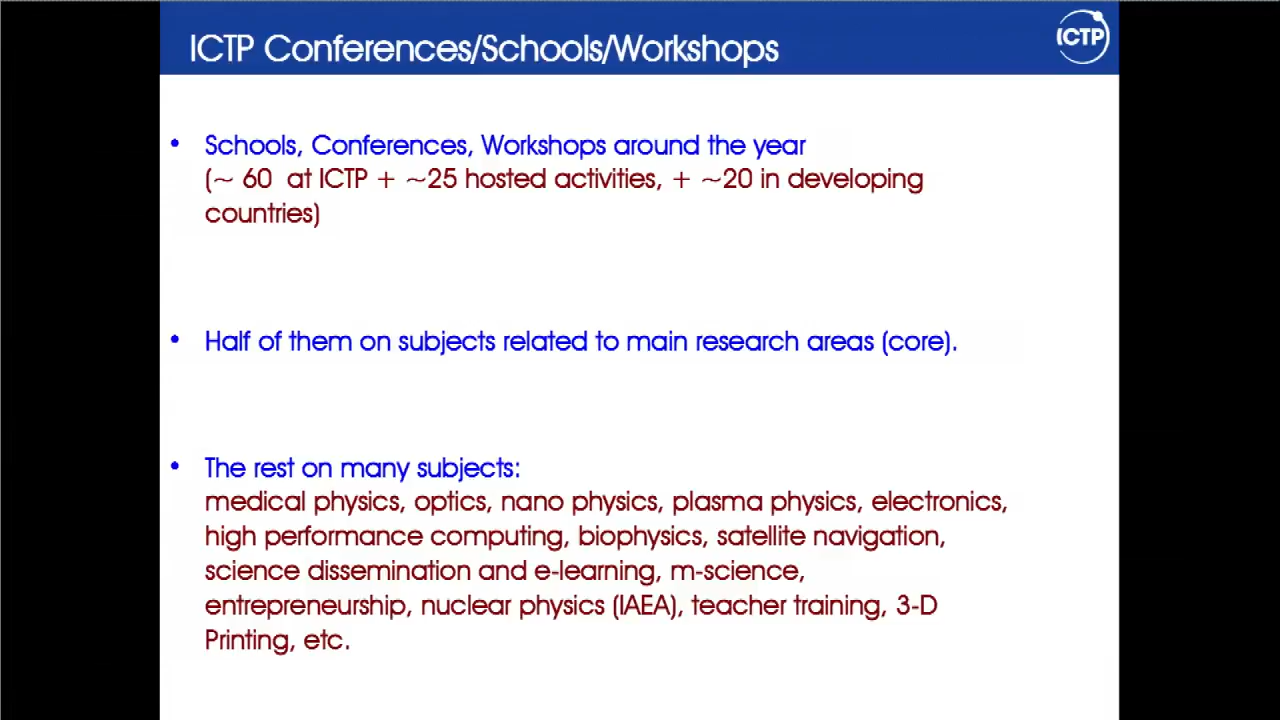 ICTP Conferences/Schools/Workshops
ICTP
• Schools, Conferences, Workshops around the year
(~ 60 at ICTP + ~25 hosted activities, + ~20 in developing
countries)
• Half of them on subjects related to main research areas (core).
• The rest on many subjects:
medical physics, optics, nano physics, plasma physics, electronics,
high performance computing, biophysics, satellite navigation,
science dissemination and e-learning, m-science,
entrepreneurship, nuclear physics (IAEA), teacher training, 3-D
Printing, etc.